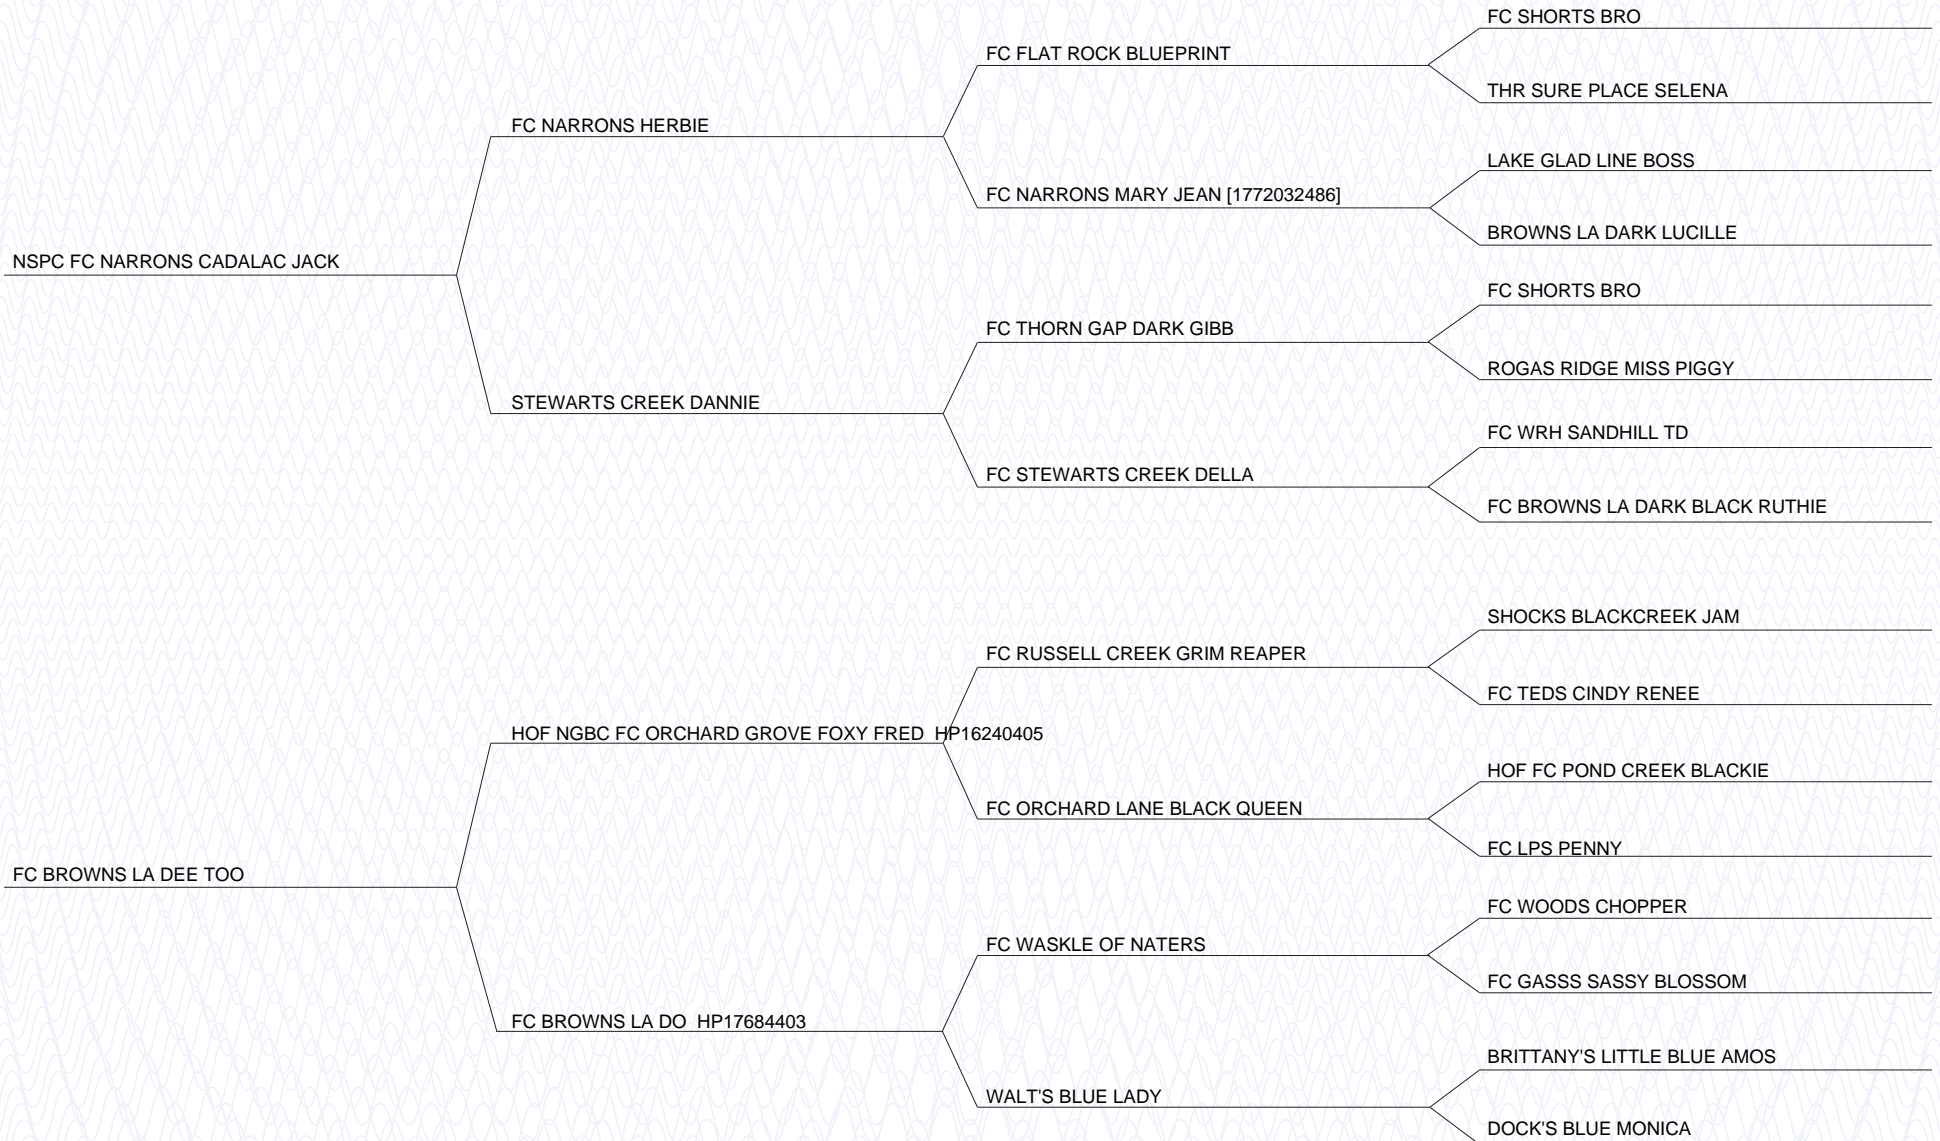 FC SHORTS BRO
FC FLAT ROCK BLUEPRINT
THR SURE PLACE SELENA
FC NARRONS HERBIE
LAKE GLAD LINE BOSS
FC NARRONS MARY JEAN [1772032486]
BROWNS LA DARK LUCILLE
NSPC FC NARRONS CADALAC JACK
FC SHORTS BRO
FC THORN GAP DARK GIBB
ROGAS RIDGE MISS PIGGY
STEWARTS CREEK DANNIE
FC WRH SANDHILL TD
FC STEWARTS CREEK DELLA
FC BROWNS LA DARK BLACK RUTHIE
SHOCKS BLACKCREEK JAM
FC RUSSELL CREEK GRIM REAPER
FC TEDS CINDY RENEE
HOF NGBC FC ORCHARD GROVE FOXY FRED  HP16240405
HOF FC POND CREEK BLACKIE
FC ORCHARD LANE BLACK QUEEN
FC LPS PENNY
FC BROWNS LA DEE TOO
FC WOODS CHOPPER
FC WASKLE OF NATERS
FC GASSS SASSY BLOSSOM
FC BROWNS LA DO  HP17684403
BRITTANY'S LITTLE BLUE AMOS
WALT'S BLUE LADY
DOCK'S BLUE MONICA